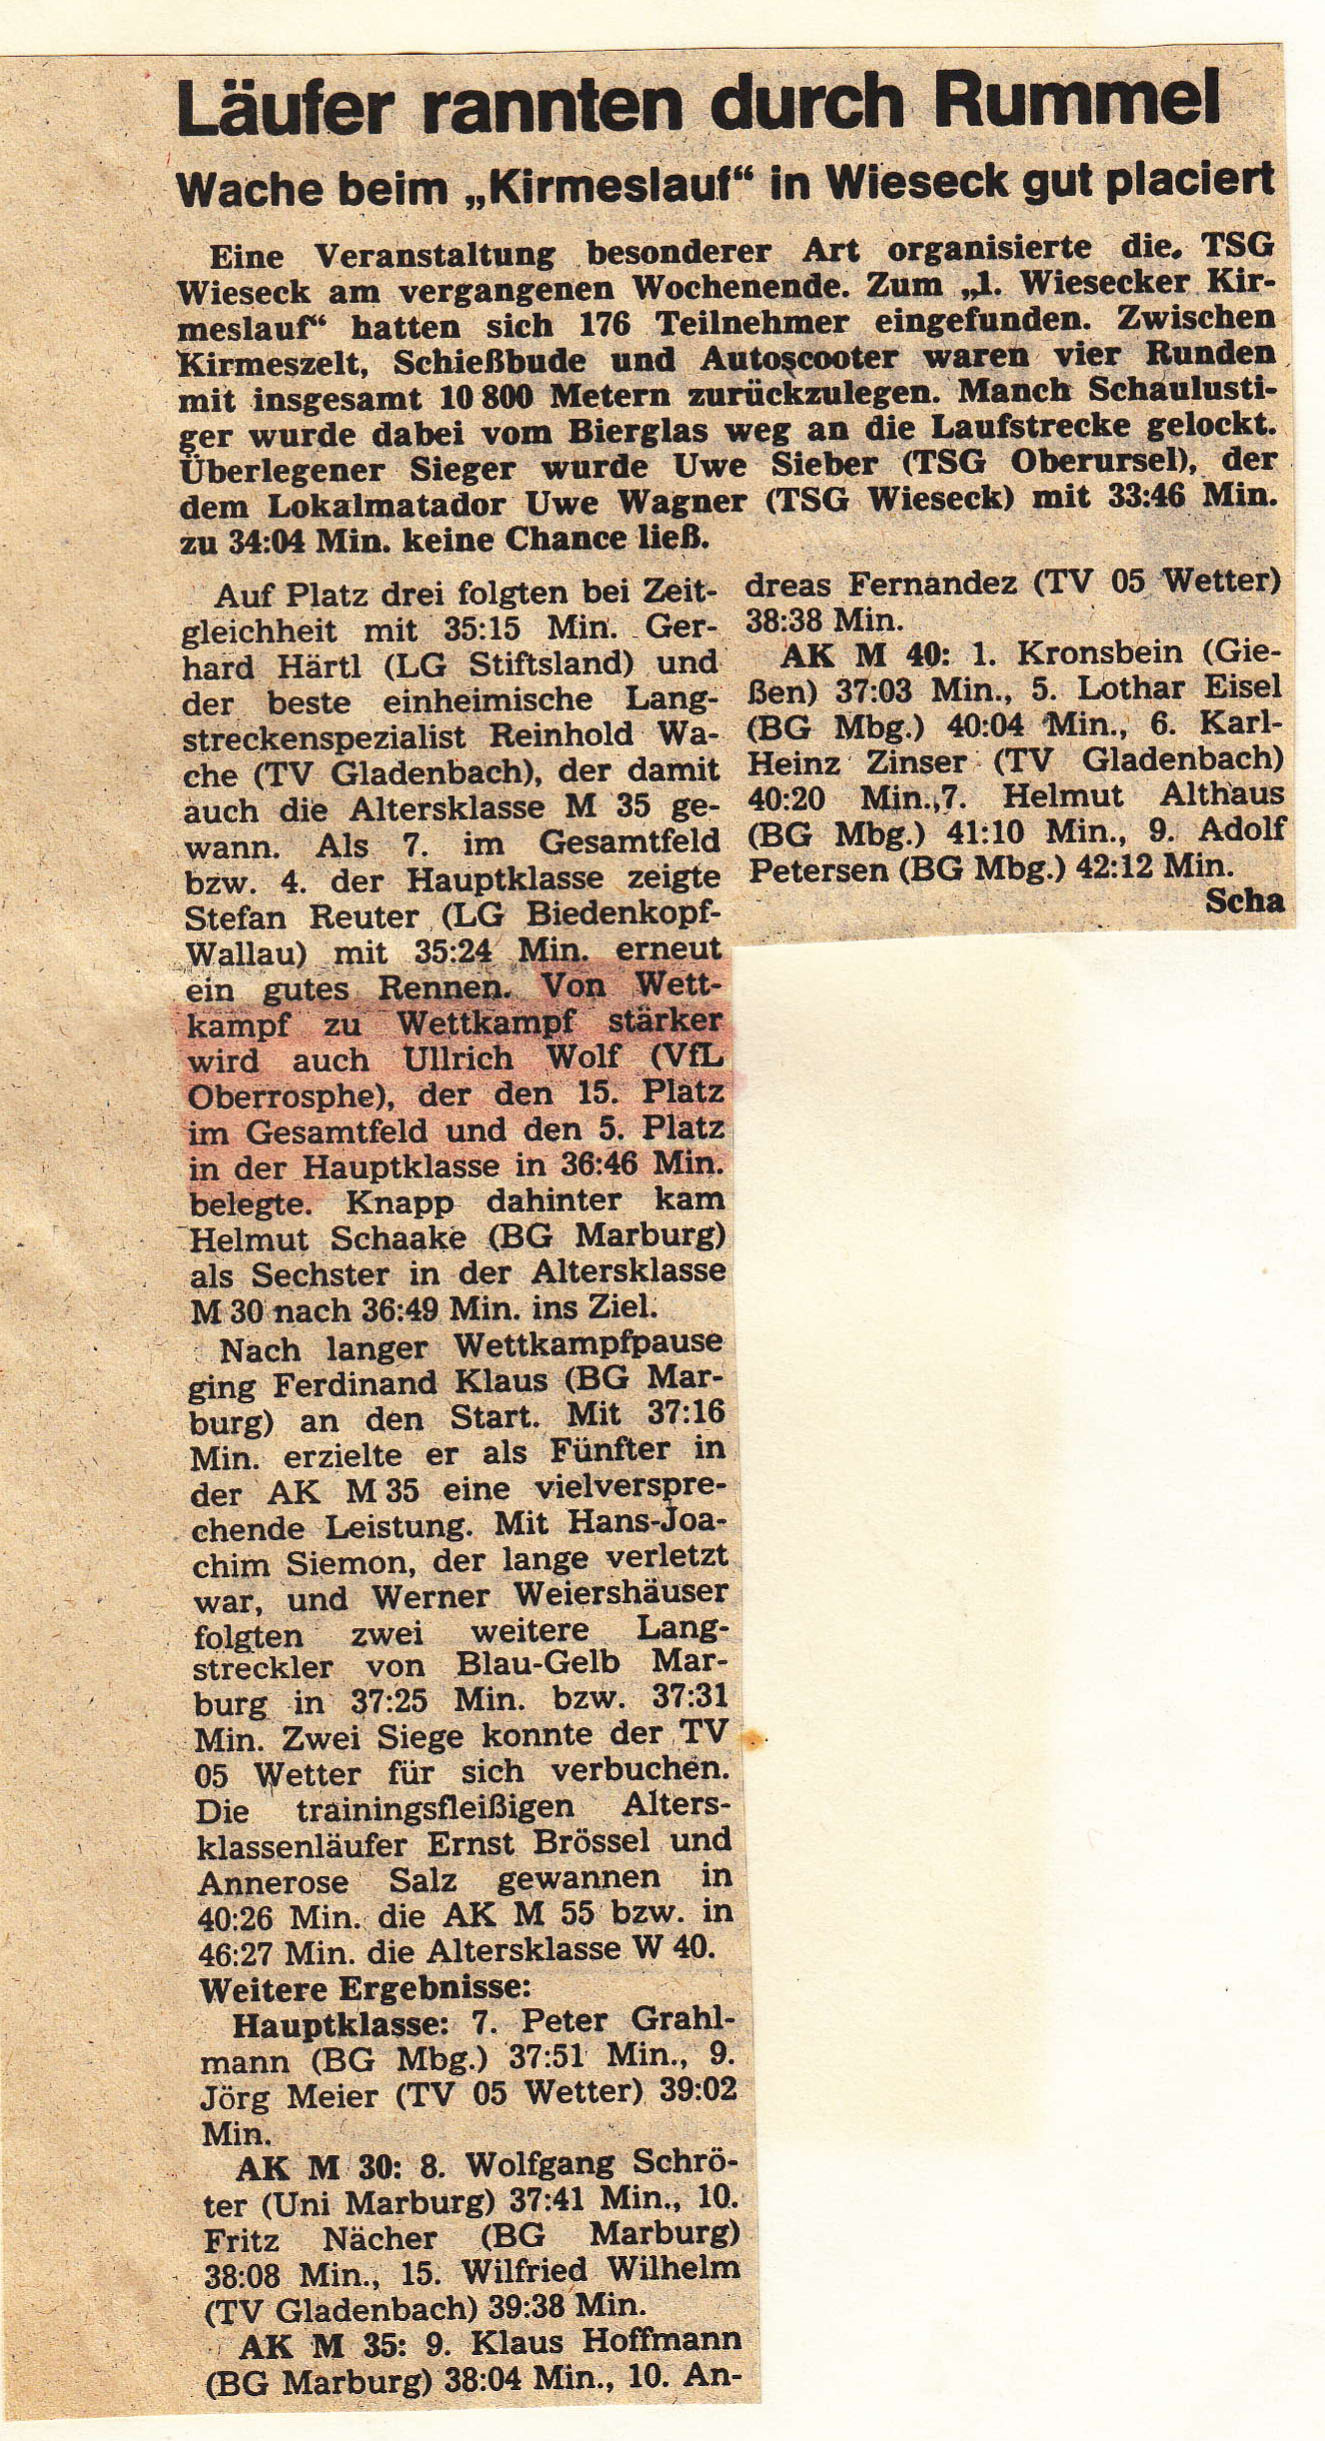 Läufer rannten durch Rummel
Wache beim „Kirmeslauf“ in Wieseck gut placiert
Eine Veranstaltung besonderer Art organisierte die TSG
Wieseck am vergangenen Wochenende. Zum „1. Wiesecker Kir-
meslauf“ hatten sich 176 Teilnehmer eingefunden. Zwischen
Kirmeszelt, Schießbude und Autoscooter waren vier Runden
mit insgesamt 10 800 Metern zurückzulegen. Manch Schaulusti-
ger wurde dabei vom Bierglas weg an die Laufstrecke gelockt.
Überlegener Sieger wurde Uwe Sieber (TSG Oberursel), der
dem Lokalmatador Uwe Wagner (TSG Wieseck) mit 33:46 Min.
zu 34:04 Min. keine Chance ließ.
Auf Platz drei folgten bei Zeit-
gleichheit mit 35:15 Min. Ger-
hard Härtl (LG Stiftsland) und
der beste einheimische Lang-
streckenspezialist Reinhold Wa-
che (TV Gladenbach), der damit
auch die Altersklasse M 35 ge-
wann. Als 7. im Gesamtfeld
bzw. 4. der Hauptklasse zeigte
Stefan Reuter (LG Biedenkopf-
Wallau) mit 35:24 Min. erneut
ein gutes Rennen. Von Wett-
kampf zu Wettkampf stärker
wird auch Ullrich Wolf (VfL
Oberrosphe), der den 15. Platz
im Gesamtfeld und den 5. Platz
in der Hauptklasse in 36:46 Min.
belegte. Knapp dahinter kam
Helmut Schaake (BG Marburg)
als Sechster in der Altersklasse
M 30 nach 36:49 Min. ins Ziel.
Nach langer Wettkampfpause
ging Ferdinand Klaus (BG Mar-
burg) an den Start. Mit 37:16
Min. erzielte er als Fünfter in
der AK M 35 eine vielverspre-
chende Leistung. Mit Hans-Joa-
chim Siemon, der lange verletzt
war, und Werner Weiershäuser
folgten zwei weitere Lang-
streckler von Blau-Gelb Mar-
burg in 37:25 Min. bzw. 37:31
Min. Zwei Siege konnte der TV
05 Wetter für sich verbuchen.
Die trainingsfleißigen Alters-
klassenläufer Ernst Brössel und
Annerose Salz gewannen in
40:26 Min. die AK M 55 bzw. in
46:27 Min. die Altersklasse W 40.
Weitere Ergebnisse:
Hauptklasse: 7. Peter Grahl-
mann (BG Mbg.) 37:51 Min., 9.
Jörg Meier (TV 05 Wetter) 39:02
Min.
AK M 30: 8. Wolfgang Schrö-
ter (Uni Marburg) 37:41 Min., 10.
Fritz Nächer (BG Marburg)
38:08 Min., 15. Wilfried Wilhelm
(TV Gladenbach) 39:38 Min.
AK M 35: 9. Klaus Hoffmann
(BG Marburg) 38:04 Min., 10. An-
dreas Fernandez (TV 05 Wetter)
38:38 Min.
AK M 40: 1. Kronsbein (Gie-
ßen) 37:03 Min., 5. Lothar Eisel
(BG Mbg.) 40:04 Min., 6. Karl-
Heinz Zinser (TV Gladenbach)
40:20 Min.,7. Helmut Althaus
(BG Mbg.) 41:10 Min., 9. Adolf
Petersen (BG Mbg.) 42:12 Min.
Scha